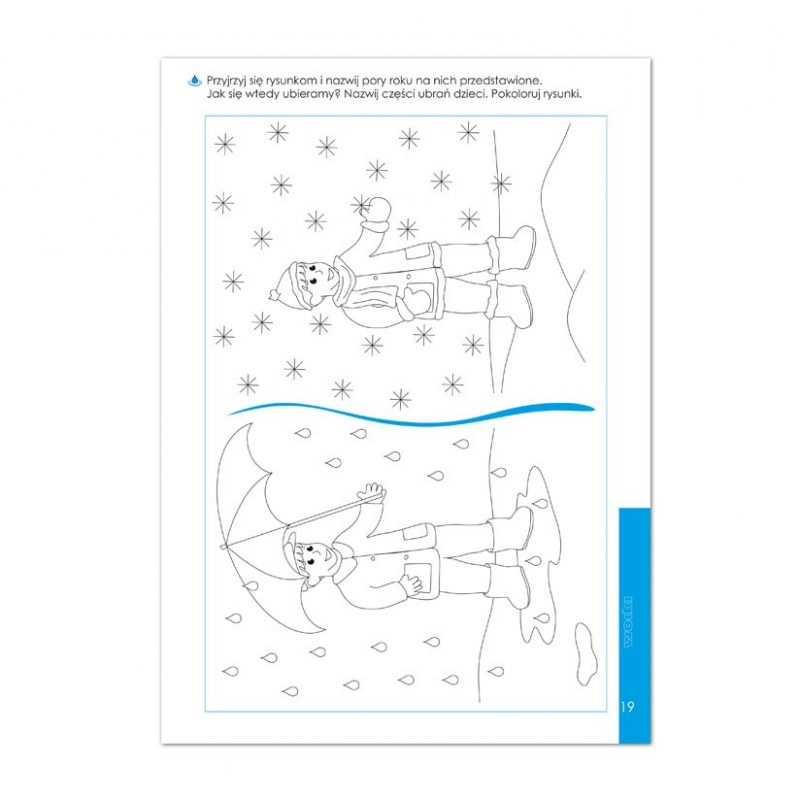 Przyjrzyj się rysunkom i nazwij pory roku na nich przedstawione.
Jak się wtedy ubieramy? Nazwij części ubrań dzieci. Pokoloruj rysunki.
woda
19